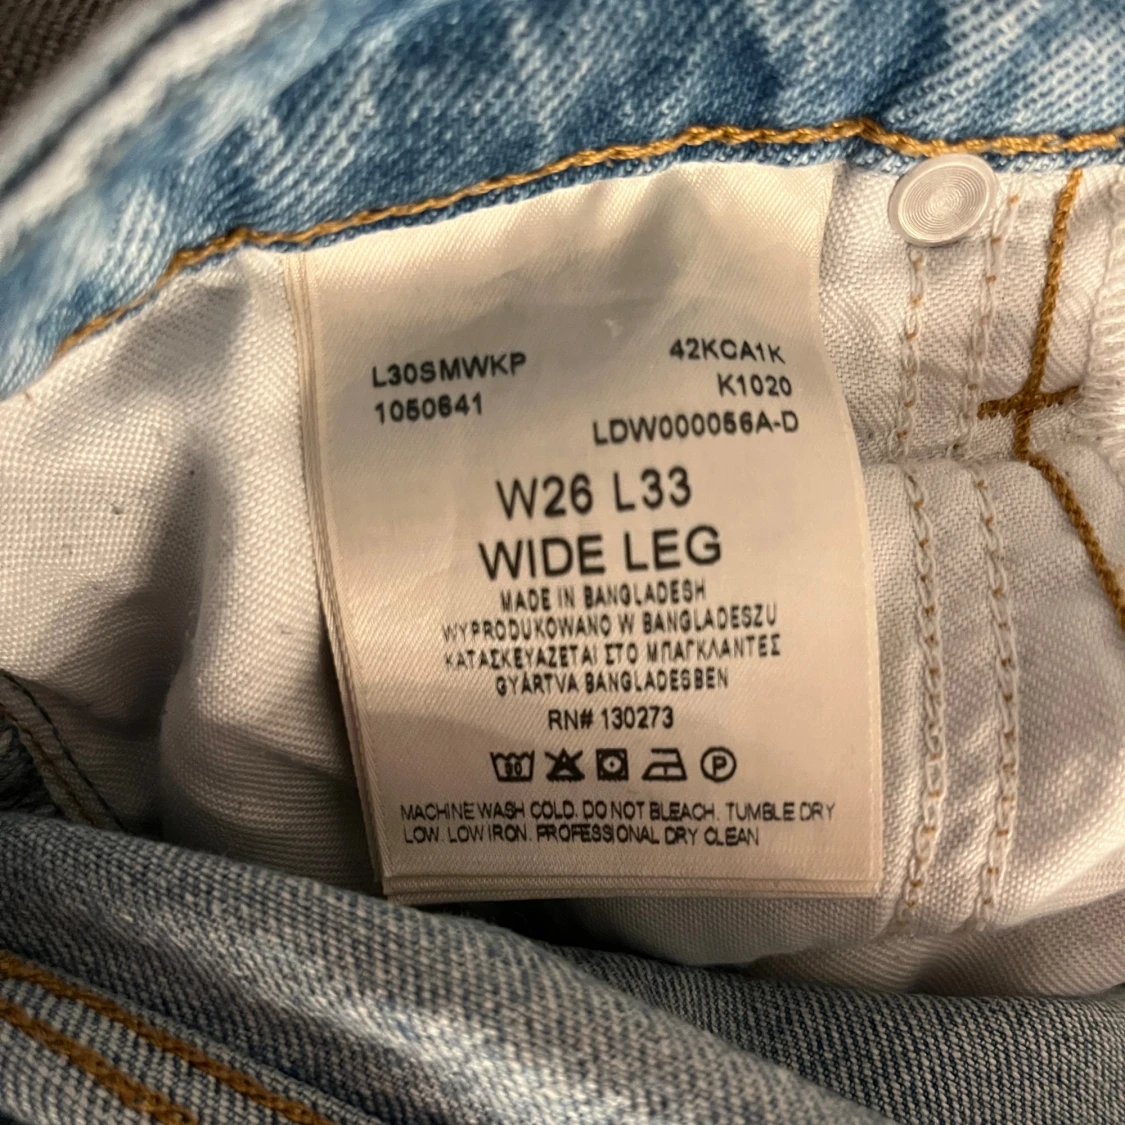 L30SMWKP 42KCA1K
1050641 K1020
LDW000056A-D
W26 L33
WIDE LEG
MADE IN BANGLADESH
WYPRODUKOWANO W BANGLADESZU
ΚΑΤΑΣΚΕΥΑΖΕΤΑΙ ΣΤΟ ΜΠΑΓΚΛΑΝΤΕΣ
GYÁRTVA BANGLADESBEN
RN# 130273
30 P
MACHINE WASH COLD. DO NOT BLEACH. TUMBLE DRY
LOW. LOW IRON. PROFESSIONAL DRY CLEAN